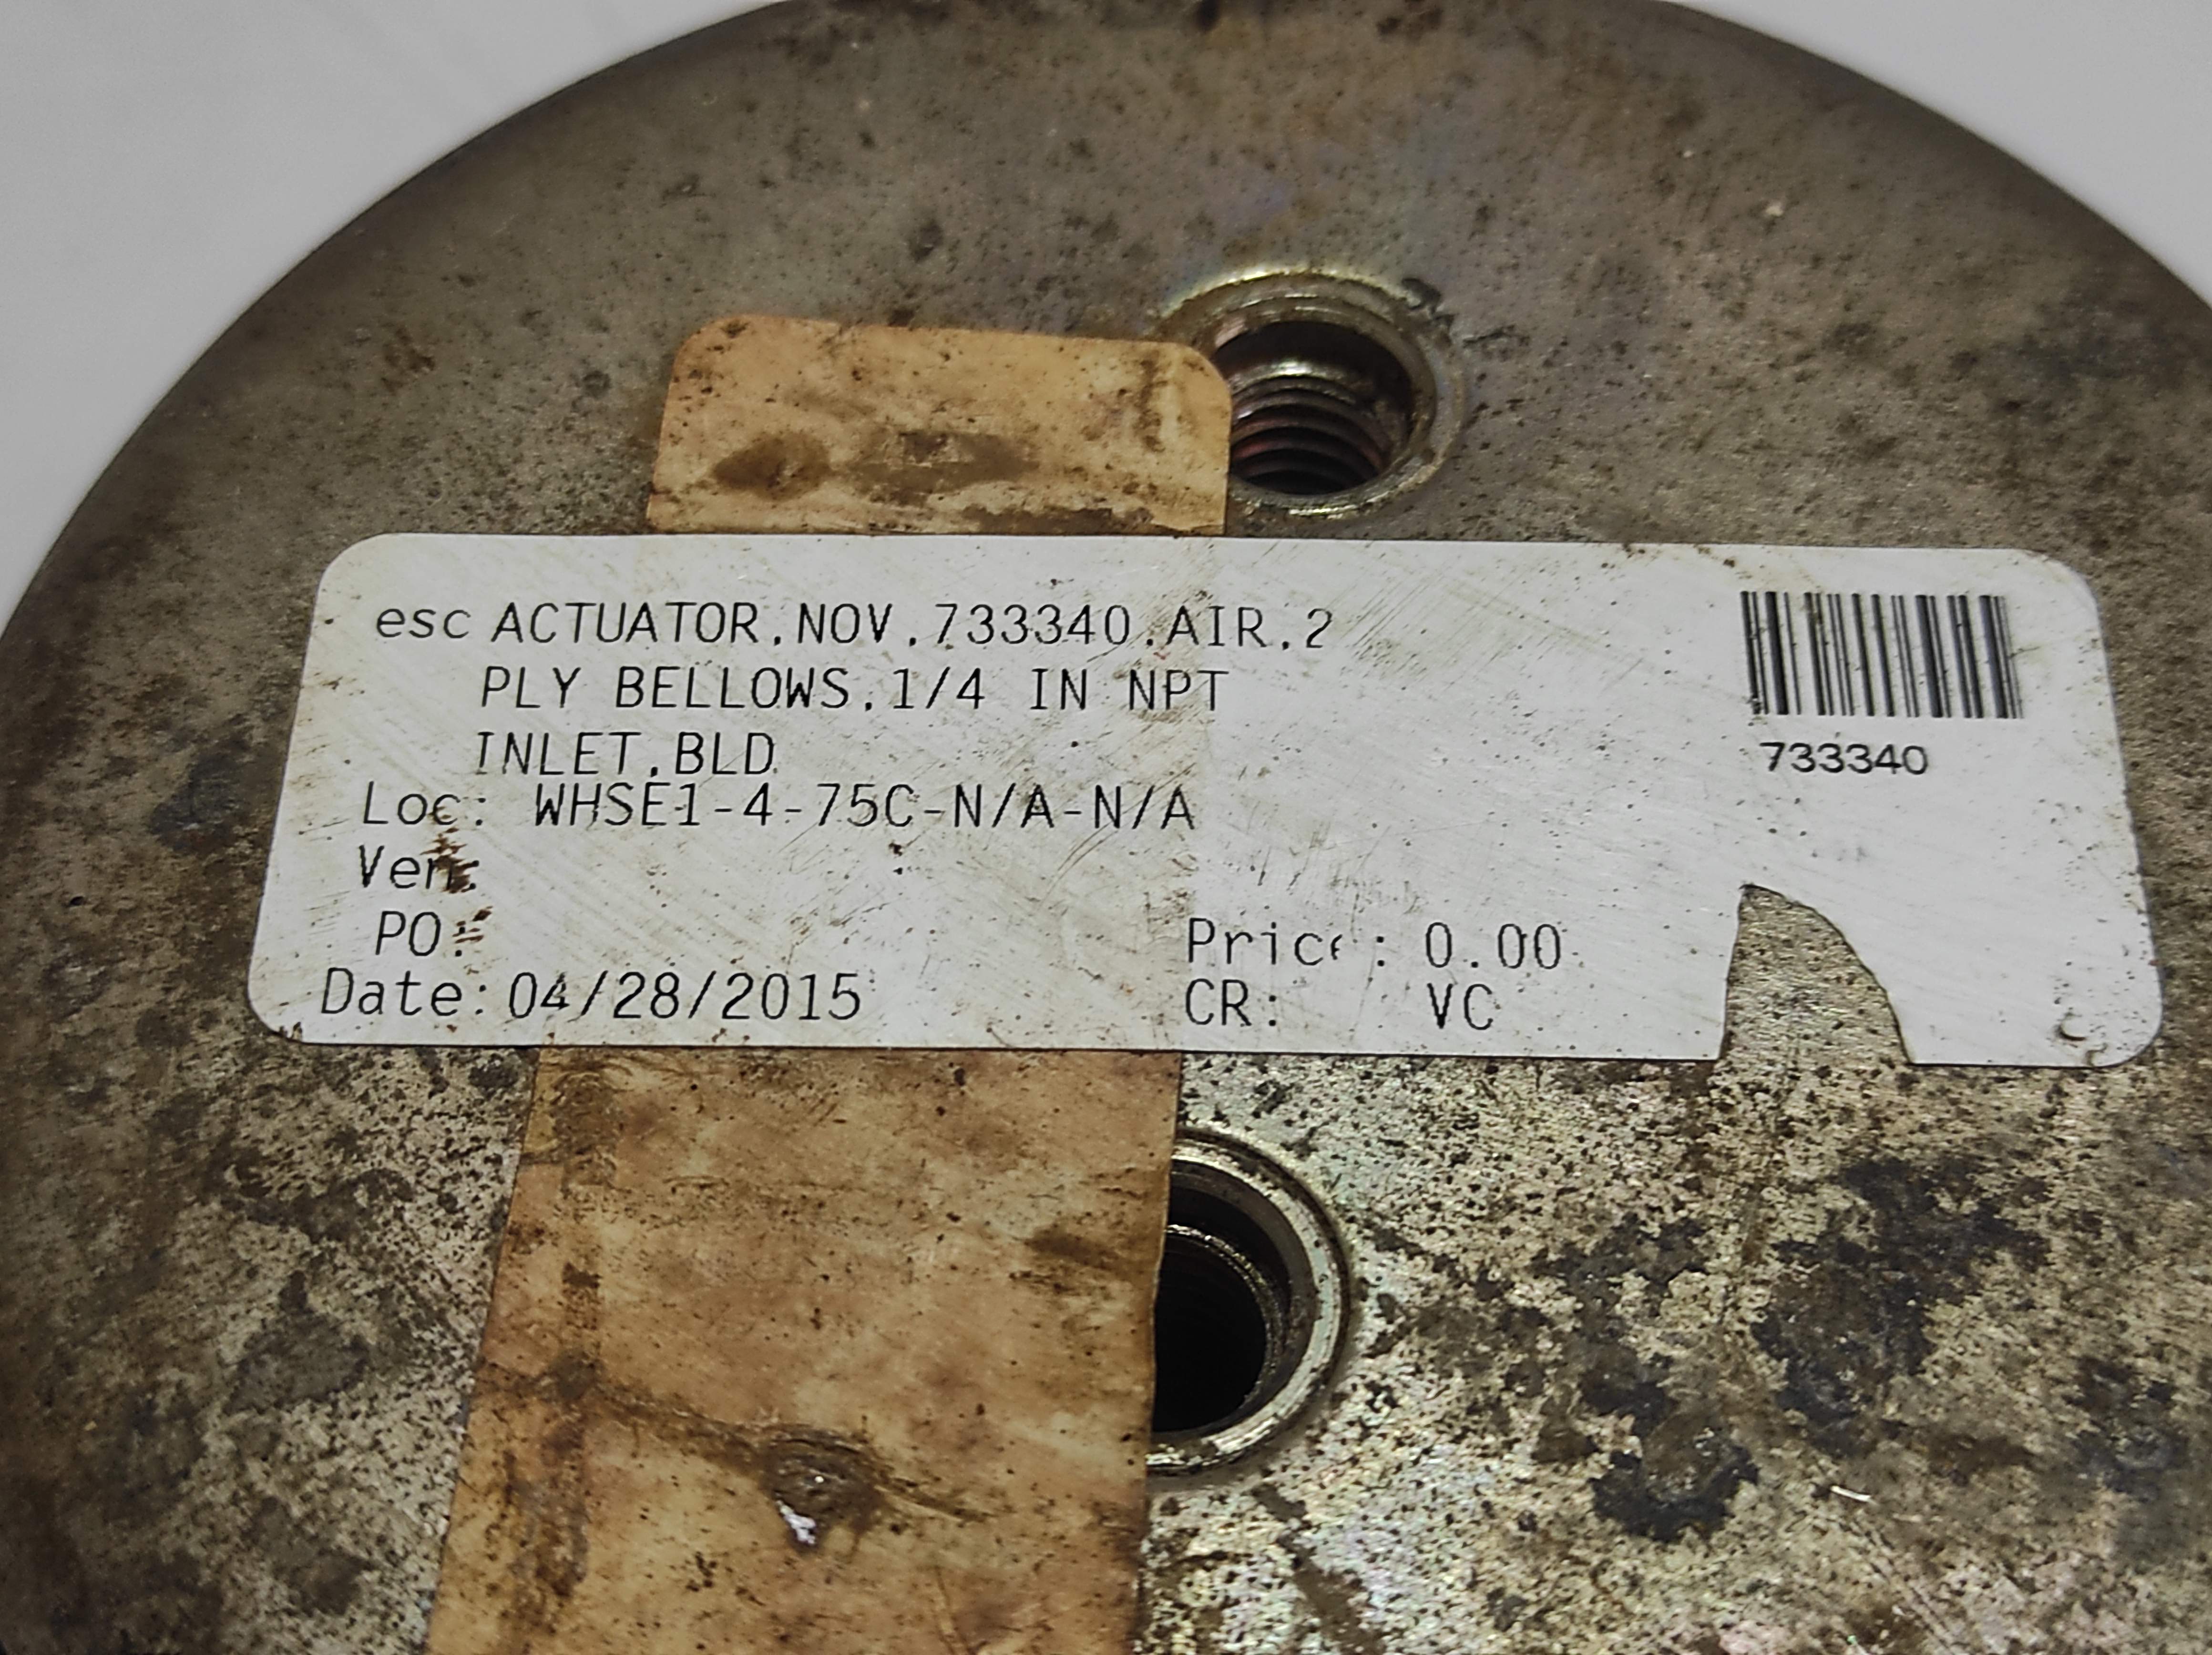 esc ACTUATOR,NOV,733340,AIR,2
PLY BELLOWS,1/4 IN NPT
INLET,BLD
733340
Loc: WHSE1-4-75C-N/A-N/A
Ven:
PO:
Price: 0.00
Date: 04/28/2015
CR: VC